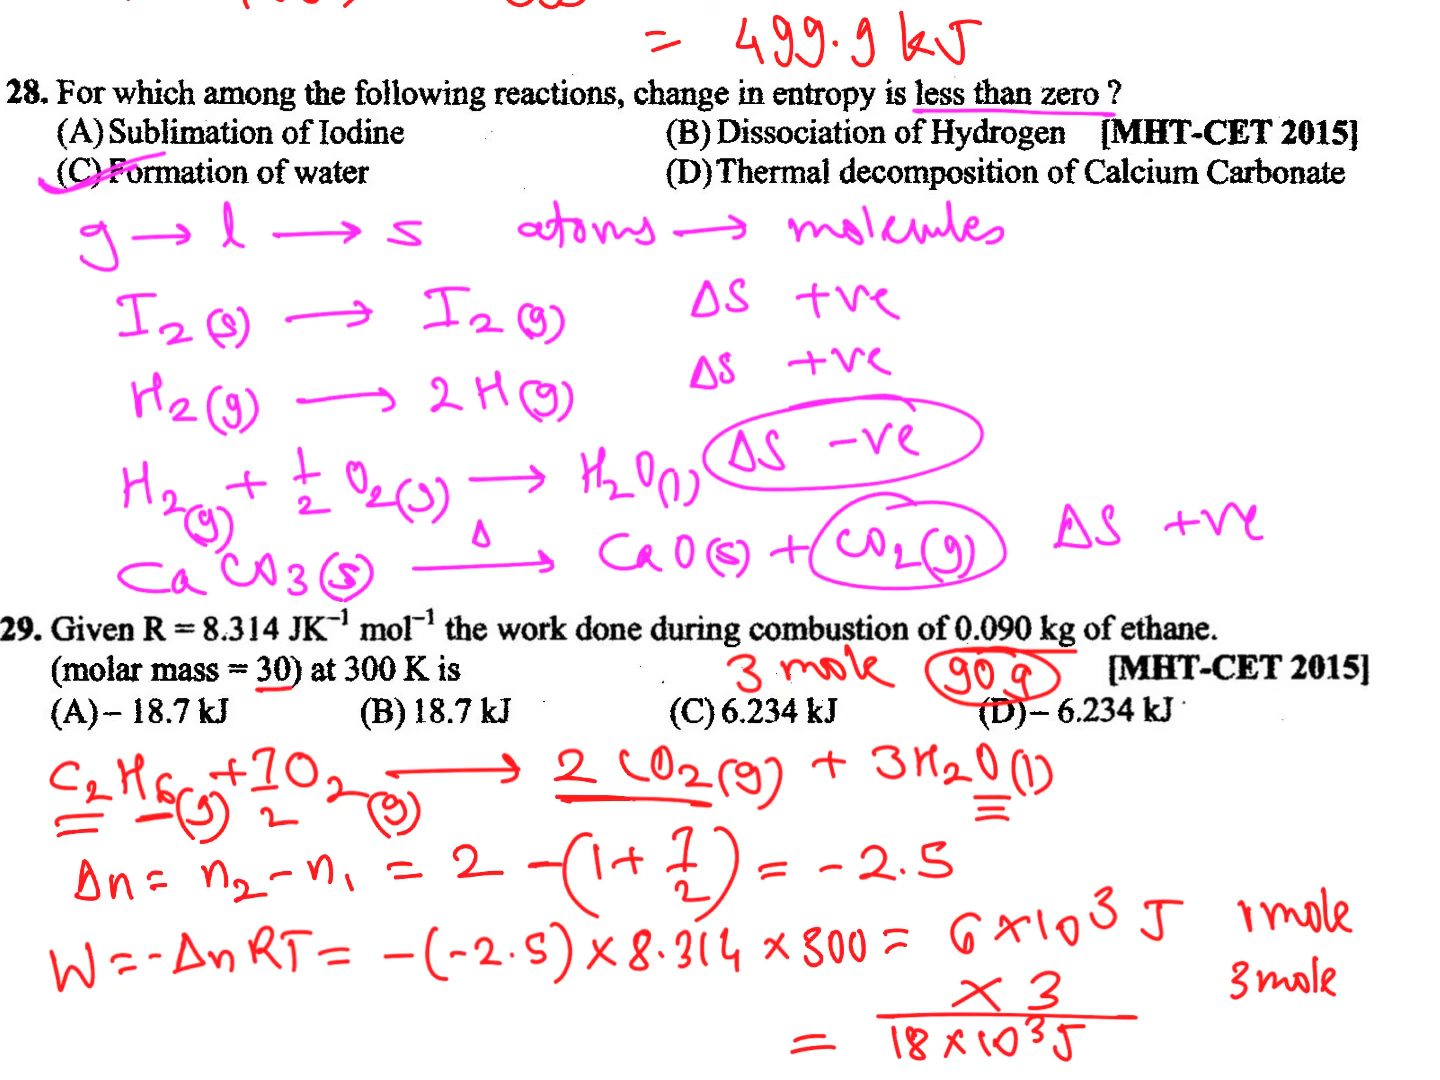 = 499.9 kJ
28. For which among the following reactions, change in entropy is less than zero ?
(A) Sublimation of Iodine (B) Dissociation of Hydrogen [MHT-CET 2015]
(C) Formation of water (D) Thermal decomposition of Calcium Carbonate
g → l → s atoms → molecules
I2(s) → I2(g) ΔS +ve
H2(g) → 2H(g) ΔS +ve
H2(g) + 1/2 O2(g) → H2O(l) ΔS -ve
CaCO3(s) Δ→ CaO(s) + CO2(g) ΔS +ve
29. Given R = 8.314 JK⁻¹ mol⁻¹ the work done during combustion of 0.090 kg of ethane.
(molar mass = 30) at 300 K is 3 mole 90g [MHT-CET 2015]
(A) – 18.7 kJ (B) 18.7 kJ (C) 6.234 kJ (D) – 6.234 kJ
C2H6(g) + 7/2 O2(g) → 2CO2(g) + 3H2O(l)
Δn = n2 - n1 = 2 - (1 + 7/2) = -2.5
W = -ΔnRT = -(-2.5) × 8.314 × 300 = 6×10³ J 1 mole
× 3 3 mole
= 18×10³ J